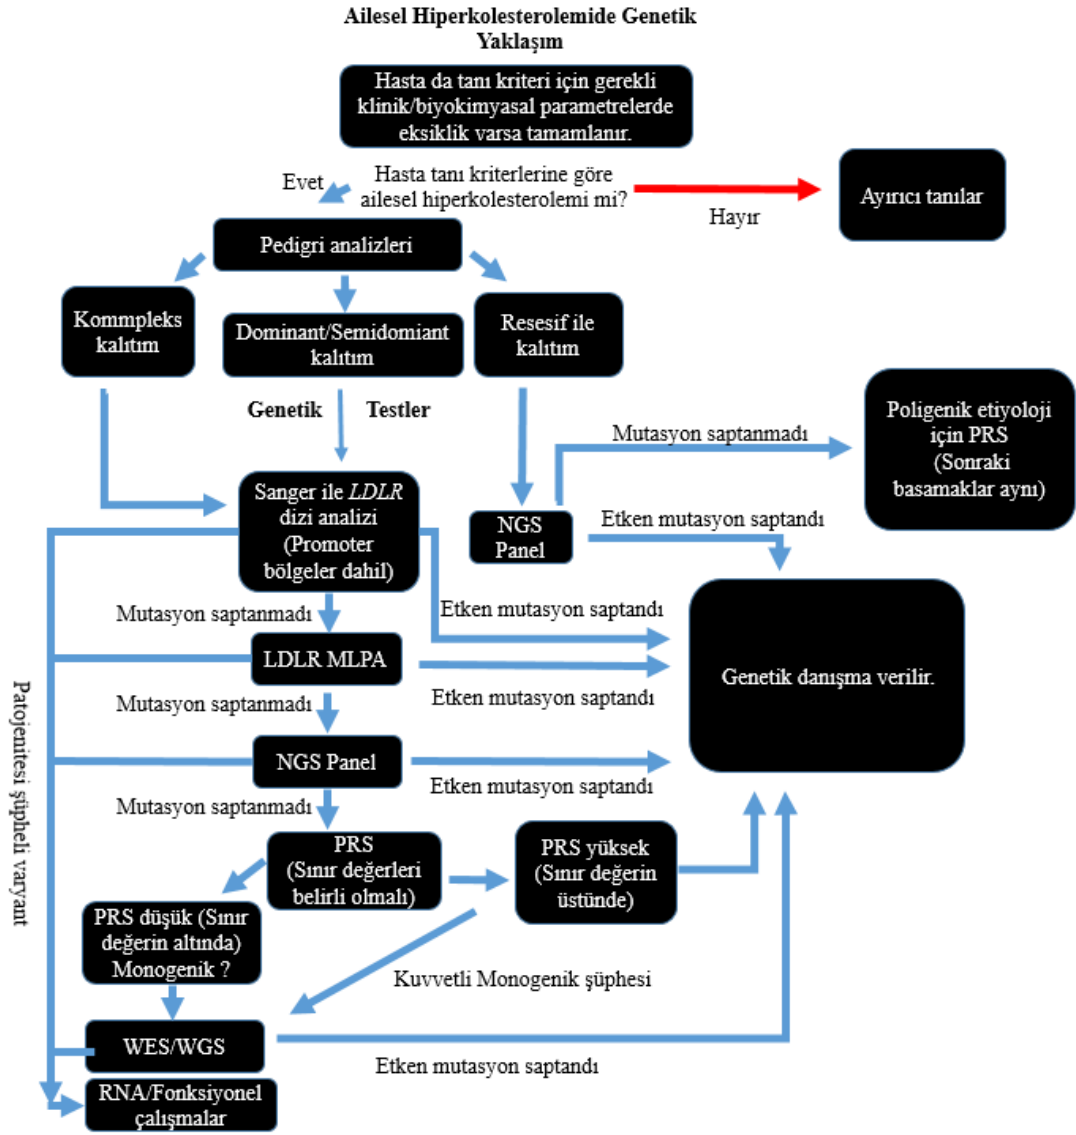 Ailesel Hiperkolesterolemide Genetik
Yaklaşım
Hasta da tanı kriteri için gerekli
klinik/biyokimyasal parametrelerde
eksiklik varsa tamamlanır.
Evet
Hasta tanı kriterlerine göre
ailesel hiperkolesterolemi mi?
Hayır
Ayırıcı tanılar
Pedigri analizleri
Kommpleks
kalıtım
Dominant/Semidomiant
kalıtım
Resesif ile
kalıtım
Genetik Testler
Mutasyon saptanmadı
Poligenik etiyoloji
için PRS
(Sonraki
basamaklar aynı)
Sanger ile LDLR
dizi analizi
(Promoter
bölgeler dahil)
NGS
Panel
Etken mutasyon saptandı
Mutasyon saptanmadı
Etken mutasyon saptandı
LDLR MLPA
Genetik danışma verilir.
Mutasyon saptanmadı
Etken mutasyon saptandı
NGS Panel
Etken mutasyon saptandı
Mutasyon saptanmadı
Patojenitesi şüpheli varyant
PRS
(Sınır değerleri
belirli olmalı)
PRS yüksek
(Sınır değerin
üstünde)
PRS düşük (Sınır
değerin altında)
Monogenik ?
Kuvvetli Monogenik şüphesi
WES/WGS
Etken mutasyon saptandı
RNA/Fonksiyonel
çalışmalar